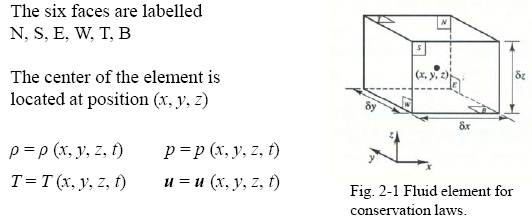 The six faces are labelled
N, S, E, W, T, B
The center of the element is
located at position (x, y, z)
ρ = ρ (x, y, z, t) p = p (x, y, z, t)
T = T (x, y, z, t) u = u (x, y, z, t)
N
S
(x, y, z)
E
W
B
δz
δy
δx
z
y
x
Fig. 2-1 Fluid element for
conservation laws.